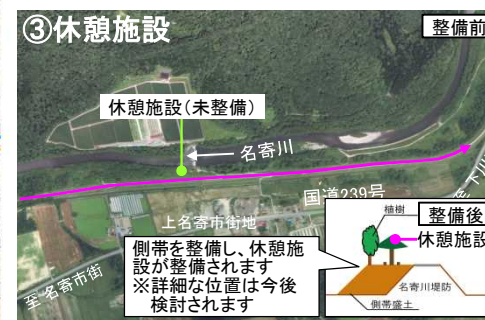 ③休憩施設
整備前
休憩施設(未整備)
名寄川
国道239号
上名寄市街地
至 名寄市街
側帯を整備し、休憩施
設が整備されます
※詳細な位置は今後
検討されます
整備後
植樹
休憩施設
名寄川堤防
側帯盛土